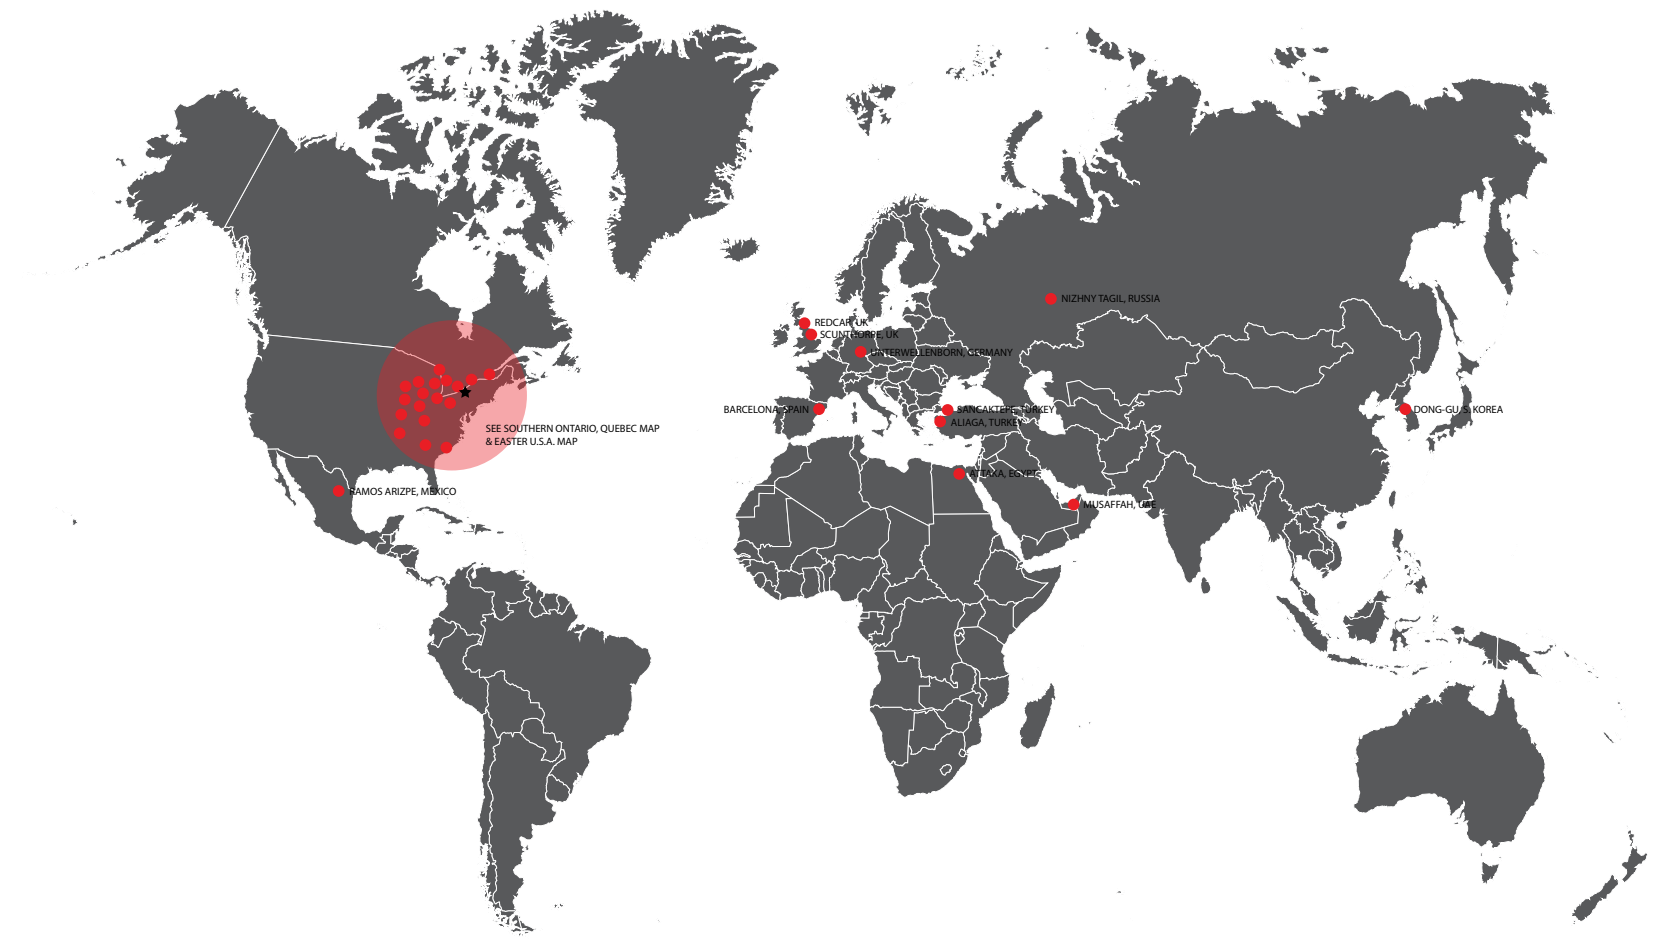 NIZHNY TAGIL, RUSSIA
REDCAR, UK
SCUNTHORPE, UK
UNTERWELLENBORN, GERMANY
BARCELONA, SPAIN
SANCAKTEPE, TURKEY
DONG-GU, S. KOREA
ALIAGA, TURKEY
SEE SOUTHERN ONTARIO, QUEBEC MAP
& EASTER U.S.A. MAP
ATTAKA, EGYPT
RAMOS ARIZPE, MEXICO
MUSAFFAH, UAE